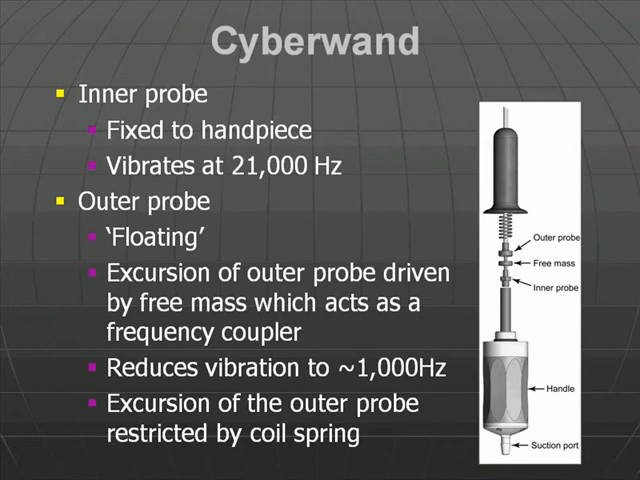 Cyberwand
Inner probe
Fixed to handpiece
Vibrates at 21,000 Hz
Outer probe
‘Floating’
Excursion of outer probe driven
by free mass which acts as a
frequency coupler
Reduces vibration to ~1,000Hz
Excursion of the outer probe
restricted by coil spring
Outer probe
Free mass
Inner probe
Handle
Suction port